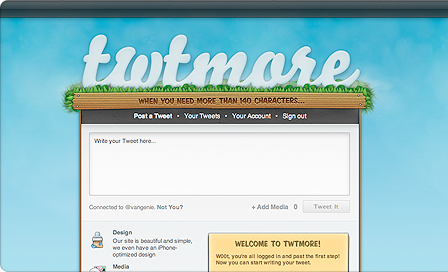 twtmore
WHEN YOU NEED MORE THAN 140 CHARACTERS...
Post a Tweet • Your Tweets • Your Account • Sign out
Write your Tweet here...
Connected to @vangenie. Not You?
+ Add Media 0 Tweet It
Design
Our site is beautiful and simple,
we even have an iPhone-
optimized design
Media
WELCOME TO TWTMORE!
W00t, you're all logged in and past the first step!
Now you can start writing your tweet.